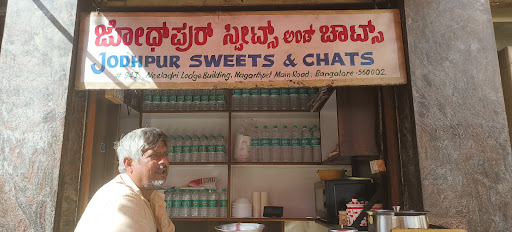 ಜೋಧ್‌ಪುರ್ ಸ್ವೀಟ್ಸ್ ಅಂಡ್ ಚಾಟ್ಸ್
JODHPUR SWEETS & CHATS
Neeladri Lodge Building, Nagarthpet Main Road, Bangalore-560002